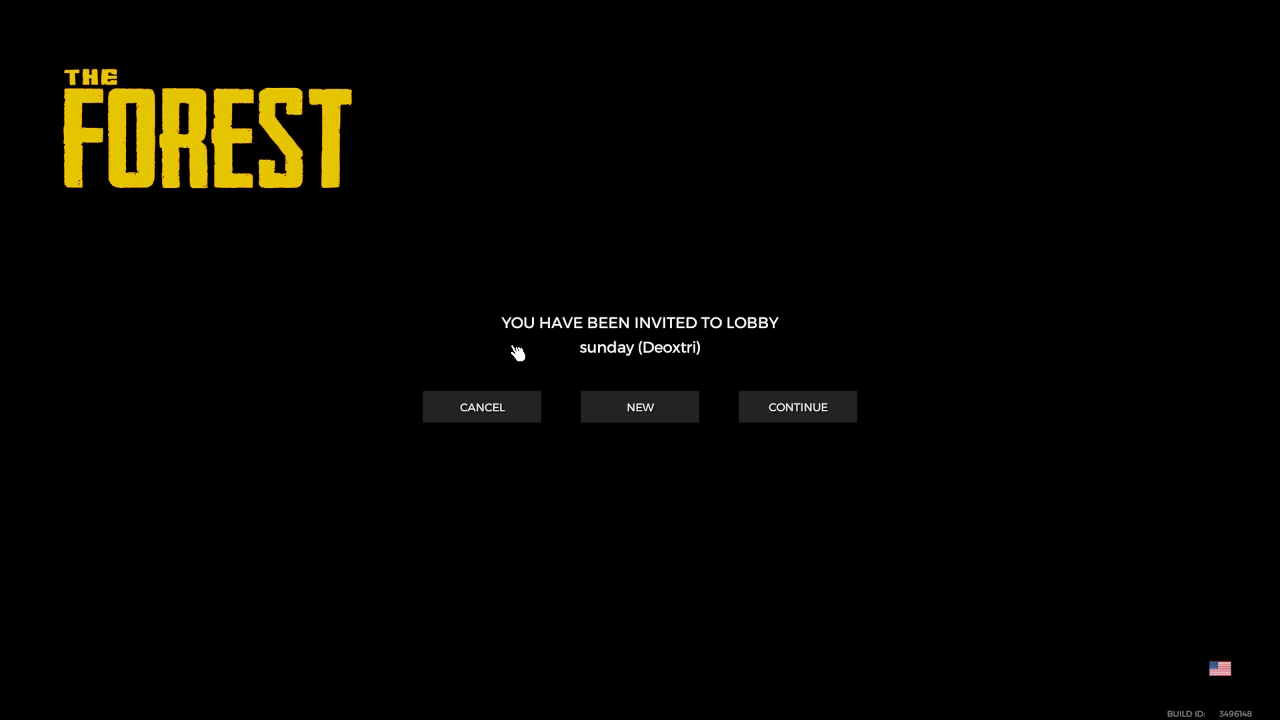 THE
FOREST
YOU HAVE BEEN INVITED TO LOBBY
sunday (Deoxtri)
CANCEL NEW CONTINUE
BUILD ID: 3496148